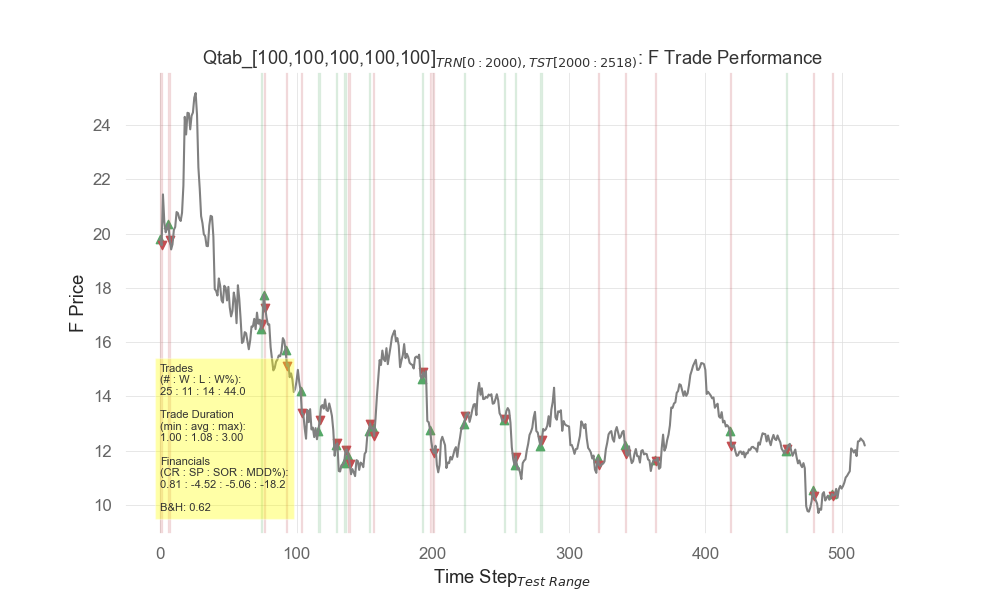 Qtab_[100,100,100,100,100]TRN[0 : 2000), TST[2000 : 2518): F Trade Performance
F Price
24
22
20
18
16
14
12
10
Trades
(# : W : L : W%):
25 : 11 : 14 : 44.0
Trade Duration
(min : avg : max):
1.00 : 1.08 : 3.00
Financials
(CR : SP : SOR : MDD%):
0.81 : -4.52 : -5.06 : -18.2
B&H: 0.62
0 100 200 300 400 500
Time StepTest Range